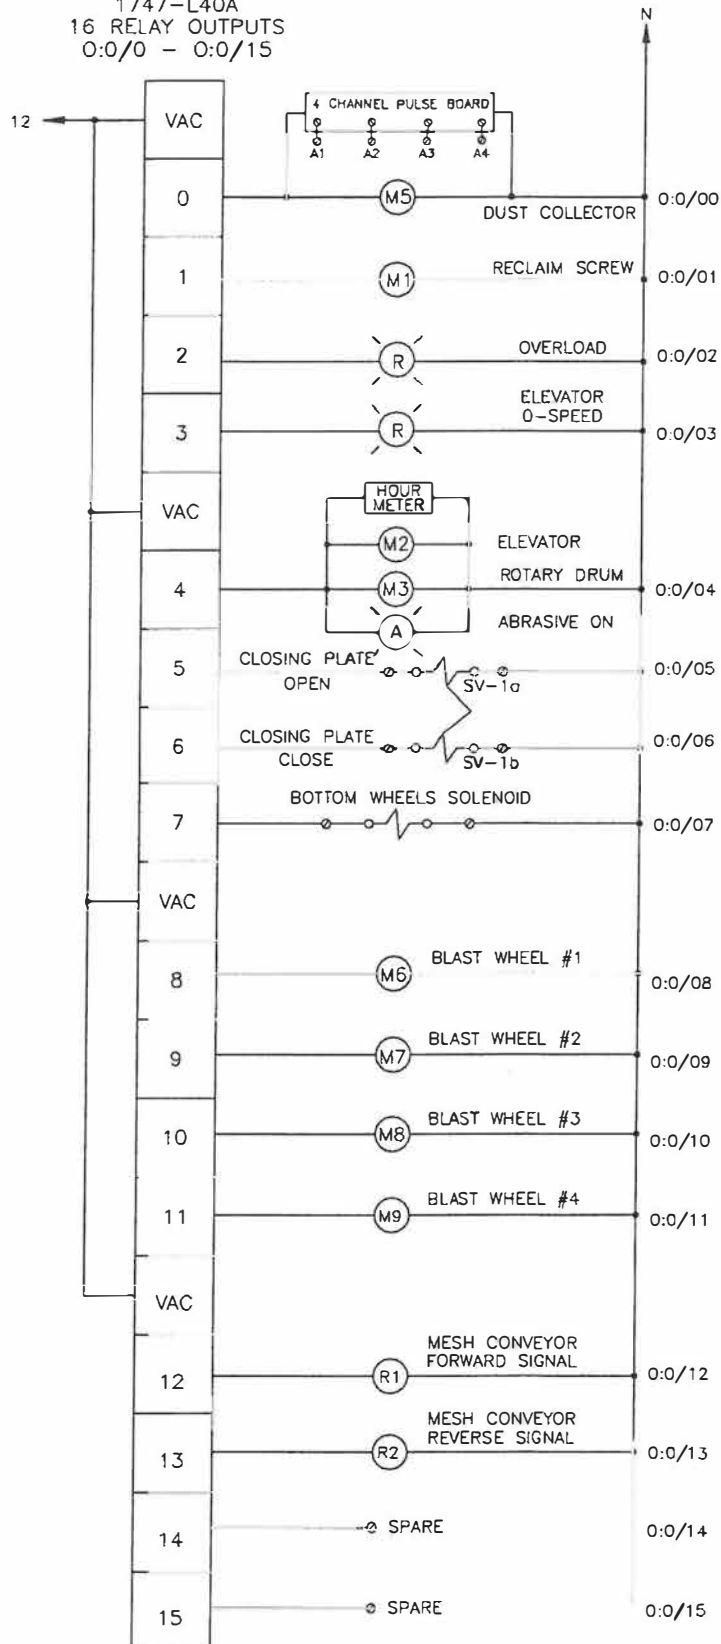 1747-L40A
16 RELAY OUTPUTS
0:0/0 - 0:0/15
N
12
VAC
4 CHANNEL PULSE BOARD
A1 A2 A3 A4
0
M5
DUST COLLECTOR
0:0/00
1
M1
RECLAIM SCREW
0:0/01
2
R
OVERLOAD
0:0/02
3
R
ELEVATOR
0-SPEED
0:0/03
VAC
HOUR
METER
M2
ELEVATOR
4
M3
ROTARY DRUM
0:0/04
A
ABRASIVE ON
5
CLOSING PLATE
OPEN
SV-1a
0:0/05
6
CLOSING PLATE
CLOSE
SV-1b
0:0/06
7
BOTTOM WHEELS SOLENOID
0:0/07
VAC
8
M6
BLAST WHEEL #1
0:0/08
9
M7
BLAST WHEEL #2
0:0/09
10
M8
BLAST WHEEL #3
0:0/10
11
M9
BLAST WHEEL #4
0:0/11
VAC
12
R1
MESH CONVEYOR
FORWARD SIGNAL
0:0/12
13
R2
MESH CONVEYOR
REVERSE SIGNAL
0:0/13
14
SPARE
0:0/14
15
SPARE
0:0/15